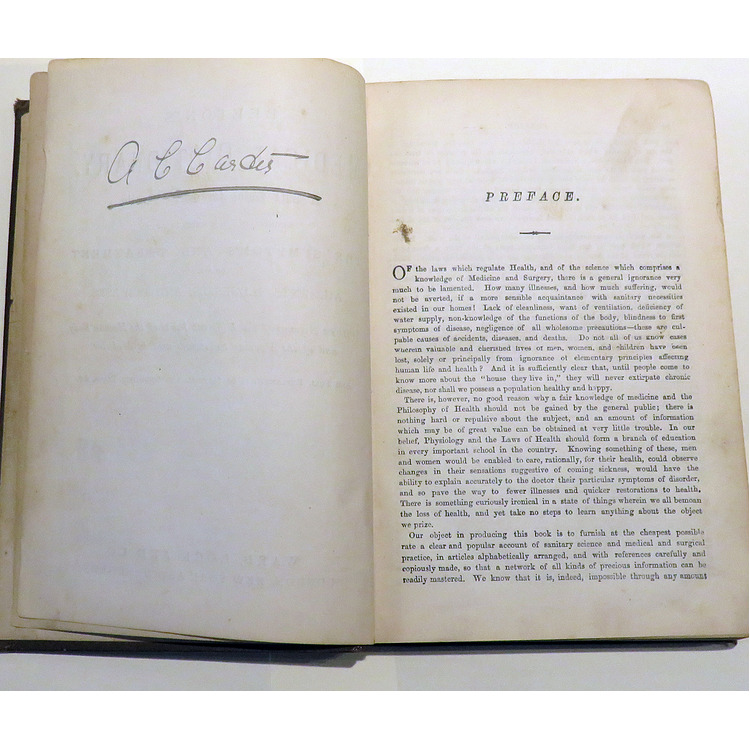 A C Carter
PREFACE.
OF the laws which regulate Health, and of the science which comprises a
knowledge of Medicine and Surgery, there is a general ignorance very
much to be lamented. How many illnesses, and how much suffering, would
not be averted, if a more sensible acquaintance with sanitary necessities
existed in our homes! Lack of cleanliness, want of ventilation, deficiency of
water supply, non-knowledge of the functions of the body, blindness to first
symptoms of disease, negligence of all wholesome precautions—these are cul-
pable causes of accidents, diseases, and deaths. Do not all of us know cases
wherein valuable and cherished lives of men, women, and children have been
lost, solely or principally from ignorance of elementary principles affecting
human life and health? And it is sufficiently clear that, until people come to
know more about the "house they live in," they will never extirpate chronic
disease, nor shall we possess a population healthy and happy.
There is, however, no good reason why a fair knowledge of medicine and the
Philosophy of Health should not be gained by the general public; there is
nothing hard or repulsive about the subject, and an amount of information
which may be of great value can be obtained at very little trouble. In our
belief, Physiology and the Laws of Health should form a branch of education
in every important school in the country. Knowing something of these, men
and women would be enabled to care, rationally, for their health, could observe
changes in their sensations suggestive of coming sickness, would have the
ability to explain accurately to the doctor their particular symptoms of disorder,
and so pave the way to fewer illnesses and quicker restorations to health.
There is something curiously ironical in a state of things wherein we all bemoan
the loss of health, and yet take no steps to learn anything about the object
we prize.
Our object in producing this book is to furnish at the cheapest possible
rate a clear and popular account of sanitary science and medical and surgical
practice, in articles alphabetically arranged, and with references carefully and
copiously made, so that a network of all kinds of precious information can be
readily mastered. We know that it is, indeed, impossible through any amount